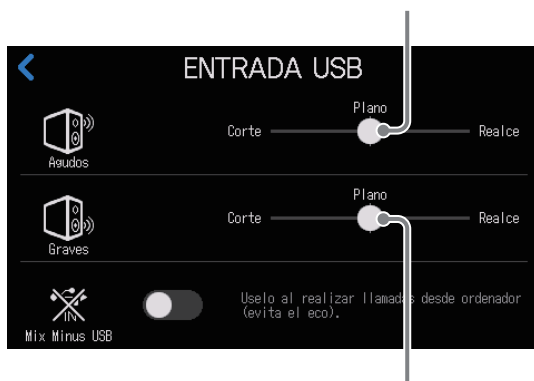 ENTRADA USB
Plano
Corte
Realce
Agudos
Plano
Corte
Realce
Graves
IN
Uselo al realizar llamadas desde ordenador
(evita el eco).
Mix Minus USB